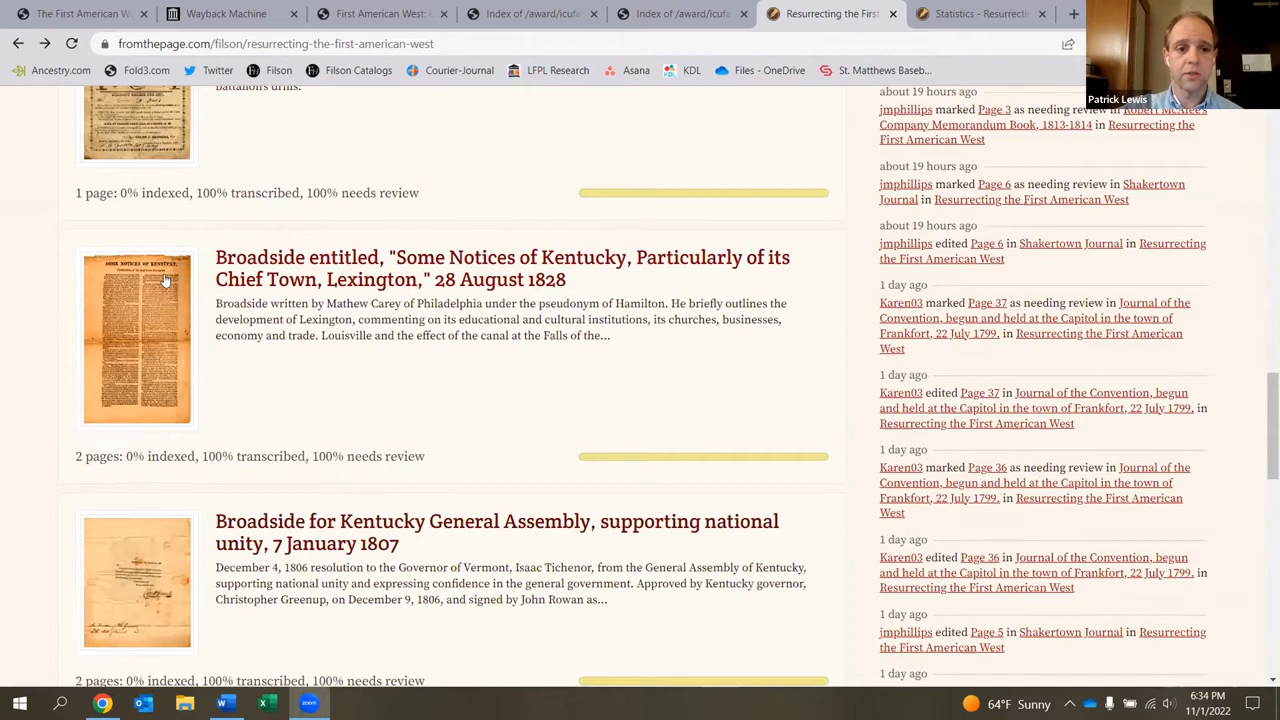 Wayback Machine
Index of /award/icufa
Index of /award/icufa
Resurrecting the First
Statistics - Resurrectin
fromthepage.com/filson/resurrecting-the-first-american-west
Ancestry.com
Fold3.com
Twitter
Filson
Filson Catalogs
Courier-Journal
LFPL Research
Asana
KDL
Files - OneDrive
St. Matthews Baseb...
Patrick Lewis
battalion's drills.
1 page: 0% indexed, 100% transcribed, 100% needs review
SOME NOTICES OF KENTUCKY,
Broadside entitled, "Some Notices of Kentucky, Particularly of its
Chief Town, Lexington," 28 August 1828
Broadside written by Mathew Carey of Philadelphia under the pseudonym of Hamilton. He briefly outlines the
development of Lexington, commenting on its educational and cultural institutions, its churches, businesses,
economy and trade. Louisville and the effect of the canal at the Falls of the...
2 pages: 0% indexed, 100% transcribed, 100% needs review
Broadside for Kentucky General Assembly, supporting national
unity, 7 January 1807
December 4, 1806 resolution to the Governor of Vermont, Isaac Tichenor, from the General Assembly of Kentucky,
supporting national unity and expressing confidence in the general government. Approved by Kentucky governor,
Christopher Greenup, on December 9, 1806, and signed by John Rowan as...
2 pages: 0% indexed, 100% transcribed, 100% needs review
about 19 hours ago
jmphillips marked Page 3 as needing review in Robert McAfee's
Company Memorandum Book, 1813-1814 in Resurrecting the
First American West
about 19 hours ago
jmphillips marked Page 6 as needing review in Shakertown
Journal in Resurrecting the First American West
about 19 hours ago
jmphillips edited Page 6 in Shakertown Journal in Resurrecting
the First American West
1 day ago
Karen03 marked Page 37 as needing review in Journal of the
Convention, begun and held at the Capitol in the town of
Frankfort, 22 July 1799. in Resurrecting the First American
West
1 day ago
Karen03 edited Page 37 in Journal of the Convention, begun
and held at the Capitol in the town of Frankfort, 22 July 1799. in
Resurrecting the First American West
1 day ago
Karen03 marked Page 36 as needing review in Journal of the
Convention, begun and held at the Capitol in the town of
Frankfort, 22 July 1799. in Resurrecting the First American
West
1 day ago
Karen03 edited Page 36 in Journal of the Convention, begun
and held at the Capitol in the town of Frankfort, 22 July 1799. in
Resurrecting the First American West
1 day ago
jmphillips edited Page 5 in Shakertown Journal in Resurrecting
the First American West
1 day ago
64°F Sunny
6:34 PM
11/1/2022